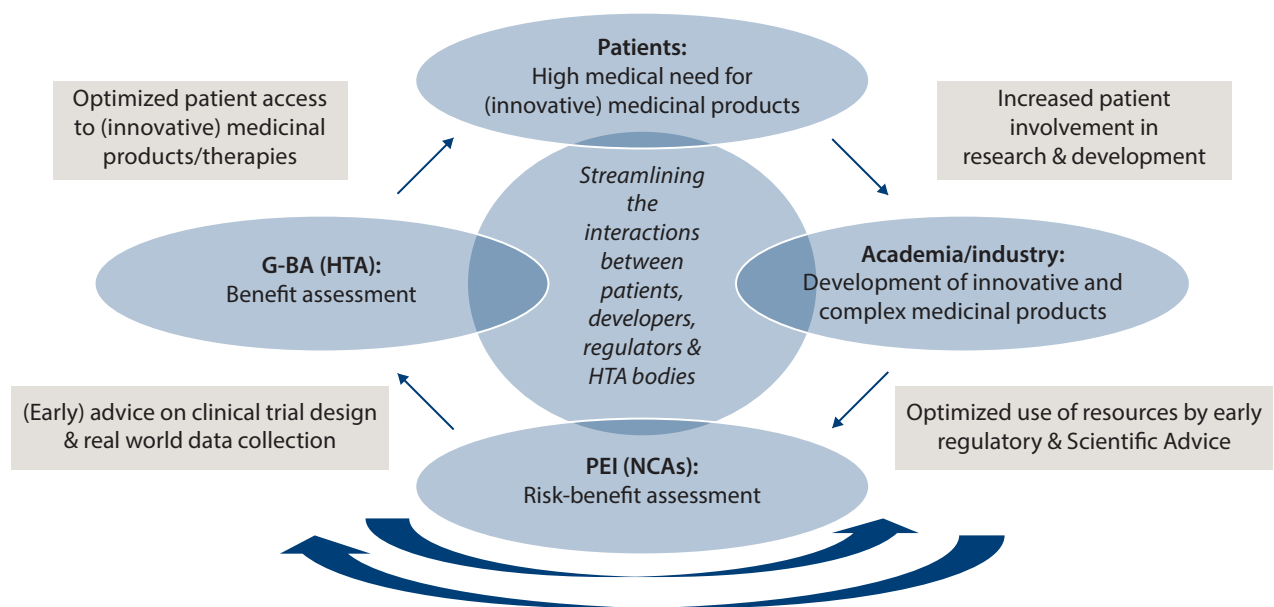 Patients:
High medical need for
(innovative) medicinal products
Optimized patient access
to (innovative) medicinal
products/therapies
Increased patient
involvement in
research & development
Streamlining
the
interactions
between
patients,
developers,
regulators &
HTA bodies
G-BA (HTA):
Benefit assessment
Academia/industry:
Development of innovative and
complex medicinal products
(Early) advice on clinical trial design
& real world data collection
Optimized use of resources by early
regulatory & Scientific Advice
PEI (NCAs):
Risk-benefit assessment